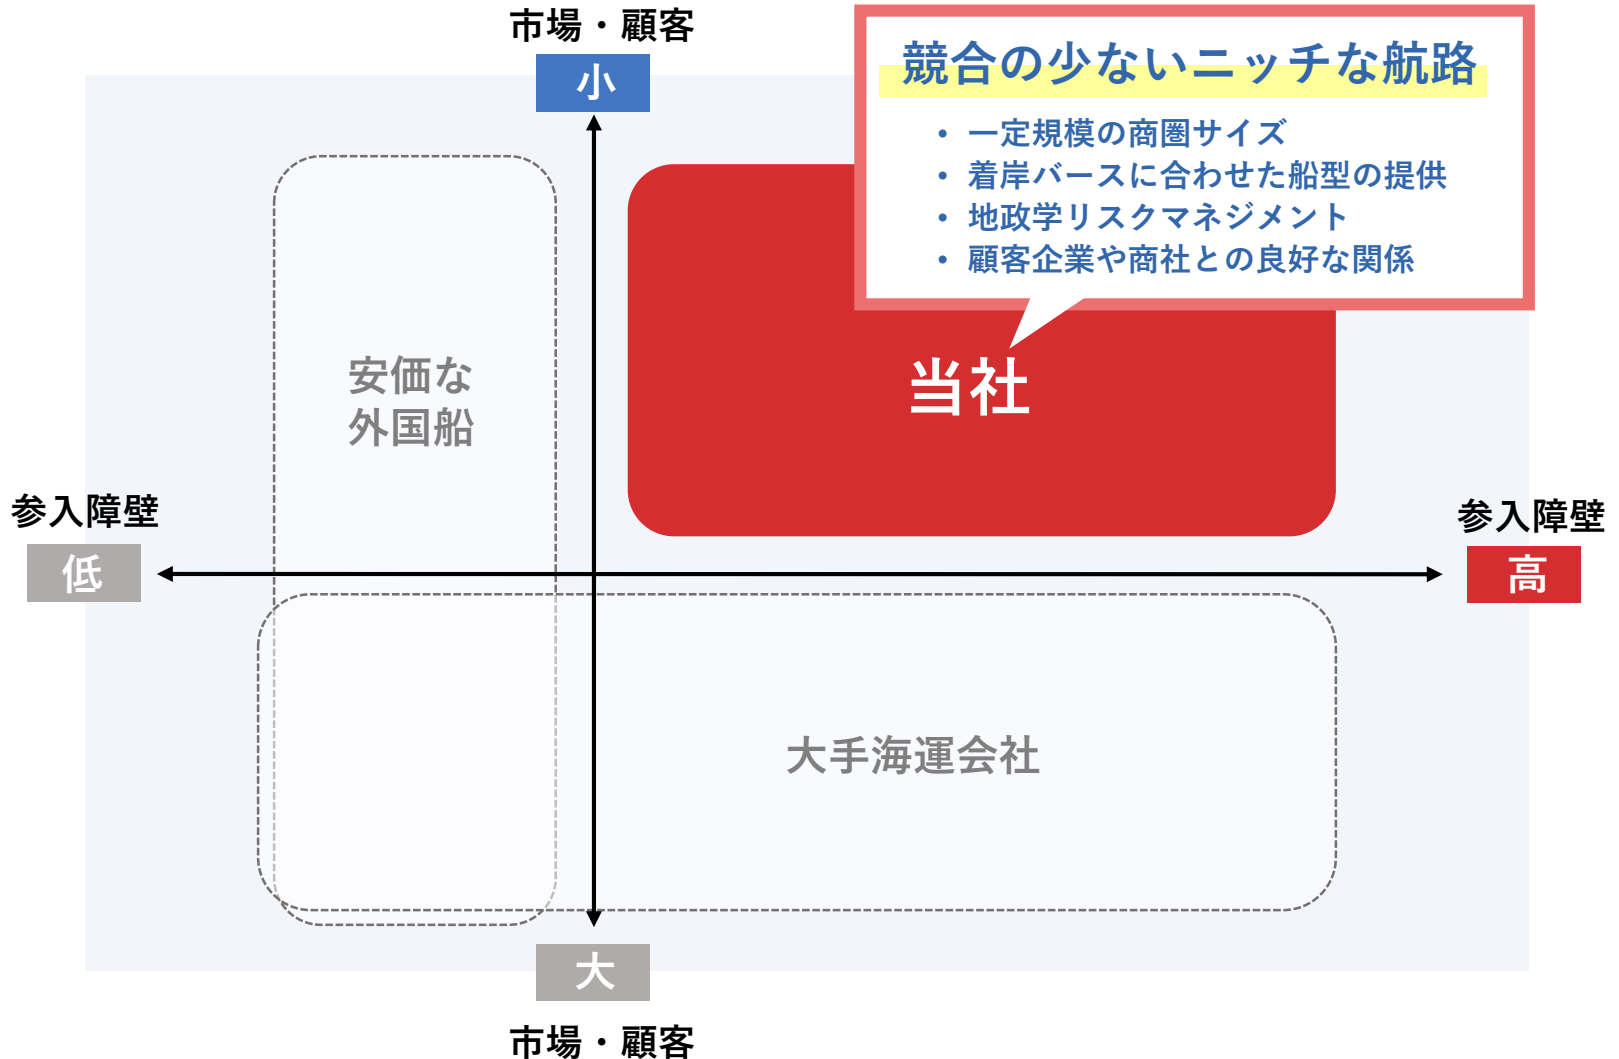 市場・顧客
小
競合の少ないニッチな航路
• 一定規模の商圏サイズ
• 着岸バースに合わせた船型の提供
• 地政学リスクマネジメント
• 顧客企業や商社との良好な関係
安価な
外国船
当社
参入障壁
低
参入障壁
高
大手海運会社
大
市場・顧客